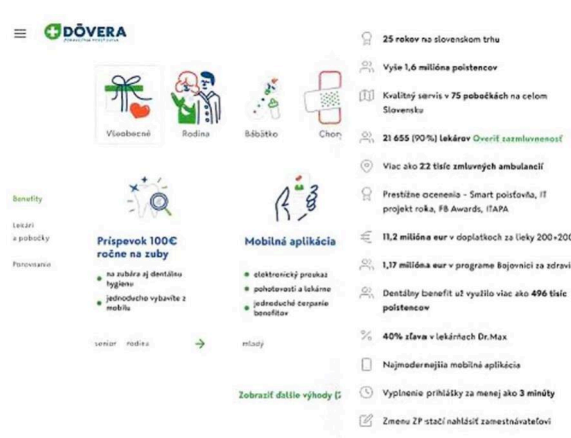 DÔVERA
ZDRAVOTNÁ POISŤOVŇA
Všeobecné
Rodina
Bábätko
Chor
Benefity
Lekári
a pobočky
Porovnanie
Príspevok 100€
ročne na zuby
na zubára aj dentálnu
hygienu
jednoducho vybavíte z
mobilu
senior rodina
Mobilná aplikácia
elektronický preukaz
pohotovosti a lekárne
jednoduché čerpanie
benefitov
mladý
Zobraziť ďalšie výhody (
25 rokov na slovenskom trhu
Vyše 1,6 milióna poistencov
Kvalitný servis v 75 pobočkách na celom
Slovensku
21 655 (90%) lekárov Overiť zazmluvnenosť
Viac ako 22 tisíc zmluvných ambulancií
Prestížne ocenenia - Smart poisťovňa, IT
projekt roka, FB Awards, ITAPA
11,2 milióna eur v doplatkoch za lieky 200+200
1,17 milióna eur v programe Bojovníci za zdravi
Dentálny benefit už využilo viac ako 496 tisíc
poistencov
40% zľava v lekárňach Dr.Max
Najmodernejšia mobilná aplikácia
Vyplnenie prihlášky za menej ako 3 minúty
Zmenu ZP stačí nahlásiť zamestnávateľovi